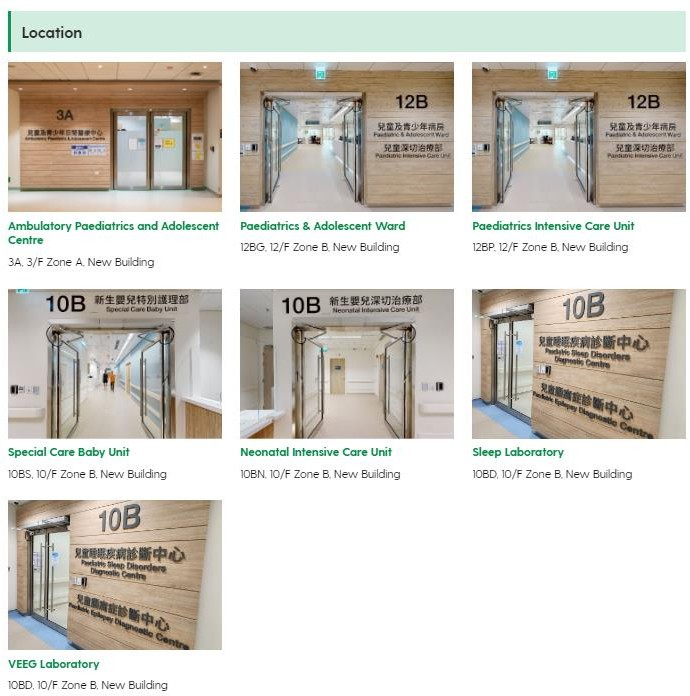 Location
3A
兒童及青少年日間醫療中心
Ambulatory Paediatrics & Adolescent Centre
12B
兒童及青少年病房
Paediatric & Adolescent Ward
兒童深切治療部
Paediatric Intensive Care Unit
12B
兒童及青少年病房
Paediatric & Adolescent Ward
兒童深切治療部
Paediatric Intensive Care Unit
Ambulatory Paediatrics and Adolescent
Centre
3A, 3/F Zone A, New Building
Paediatrics & Adolescent Ward
12BG, 12/F Zone B, New Building
Paediatrics Intensive Care Unit
12BP, 12/F Zone B, New Building
10B 新生嬰兒特別護理部
Special Care Baby Unit
10B 新生嬰兒深切治療部
Neonatal Intensive Care Unit
10B
兒童睡眠疾病診斷中心
Paediatric Sleep Disorders
Diagnostic Centre
兒童腦癇症診斷中心
Paediatric Epilepsy Diagnostic Centre
Special Care Baby Unit
10BS, 10/F Zone B, New Building
Neonatal Intensive Care Unit
10BN, 10/F Zone B, New Building
Sleep Laboratory
10BD, 10/F Zone B, New Building
10B
兒童睡眠疾病診斷中心
Paediatric Sleep Disorders
Diagnostic Centre
兒童腦癇症診斷中心
Paediatric Epilepsy Diagnostic Centre
VEEG Laboratory
10BD, 10/F Zone B, New Building